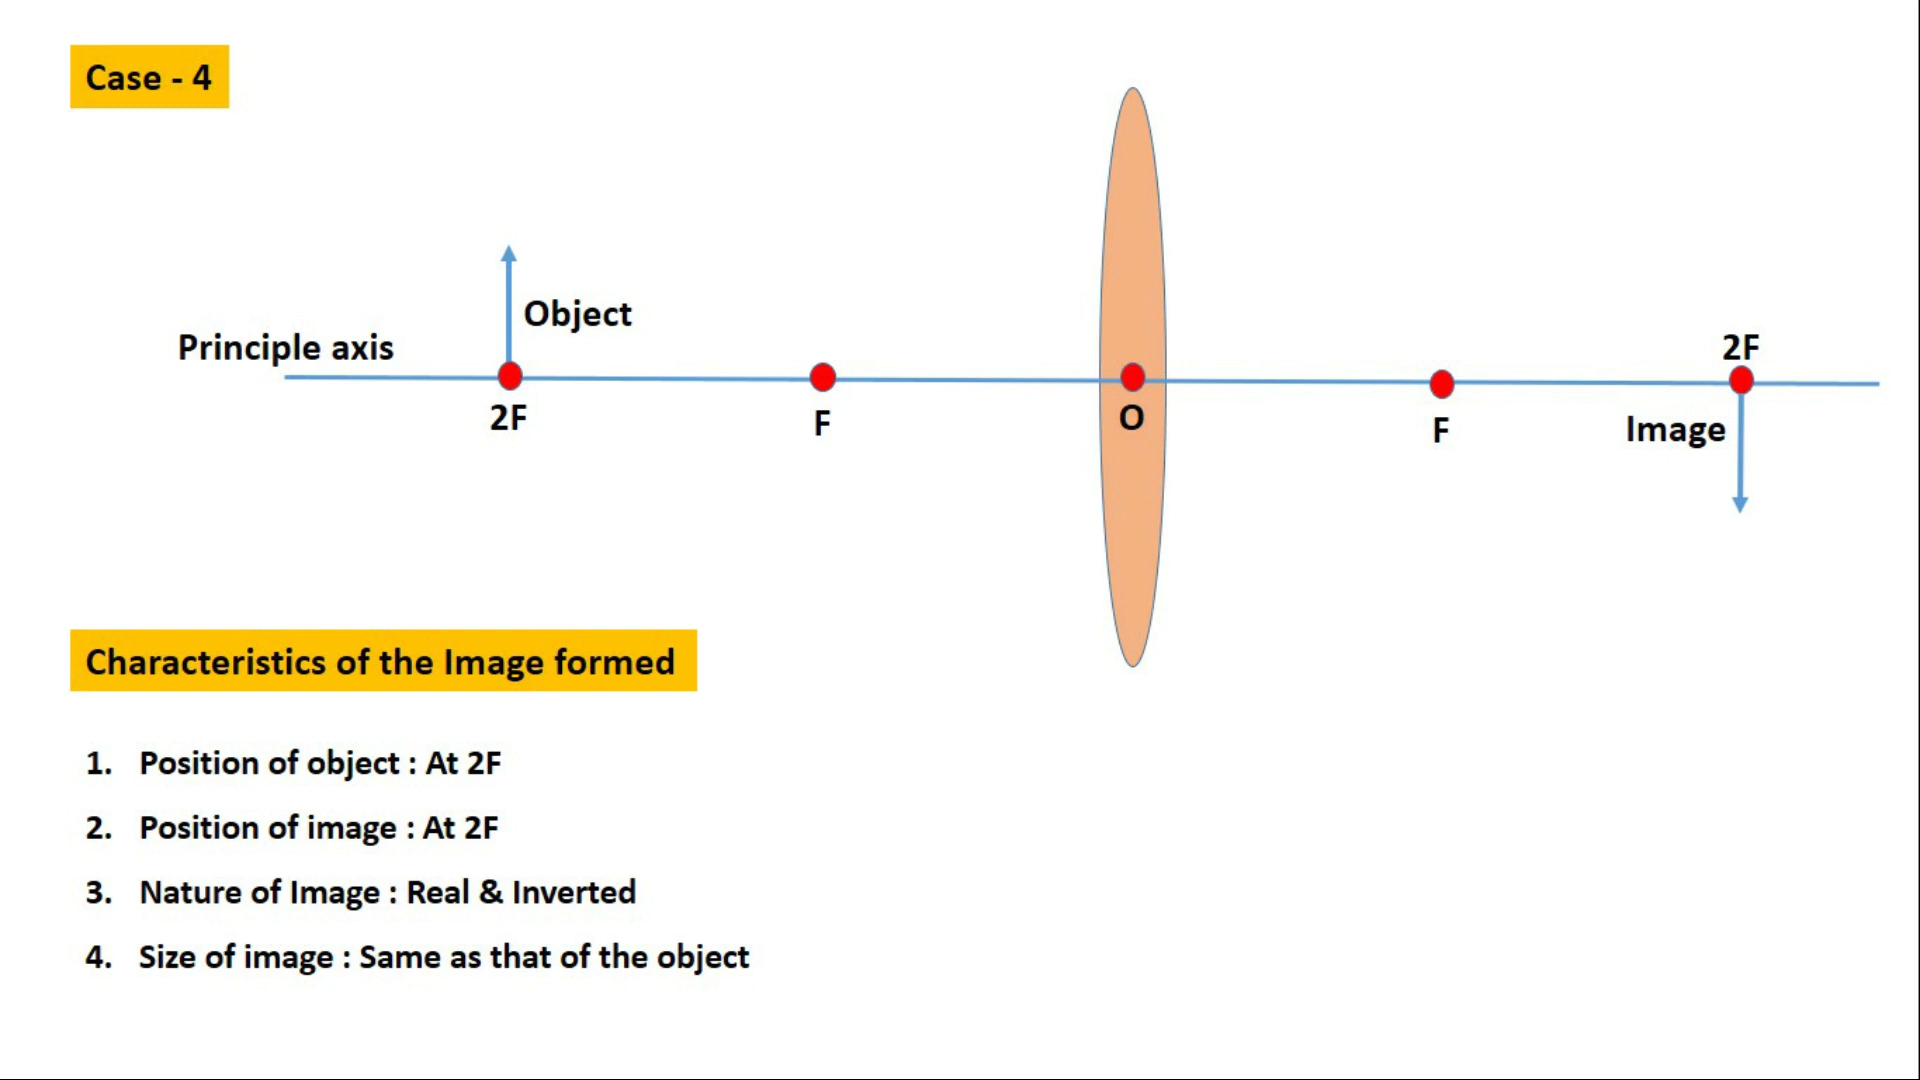 Case - 4
Object
Principle axis
2F
2F
F
O
F
Image
Characteristics of the Image formed
1. Position of object : At 2F
2. Position of image : At 2F
3. Nature of Image : Real & Inverted
4. Size of image : Same as that of the object